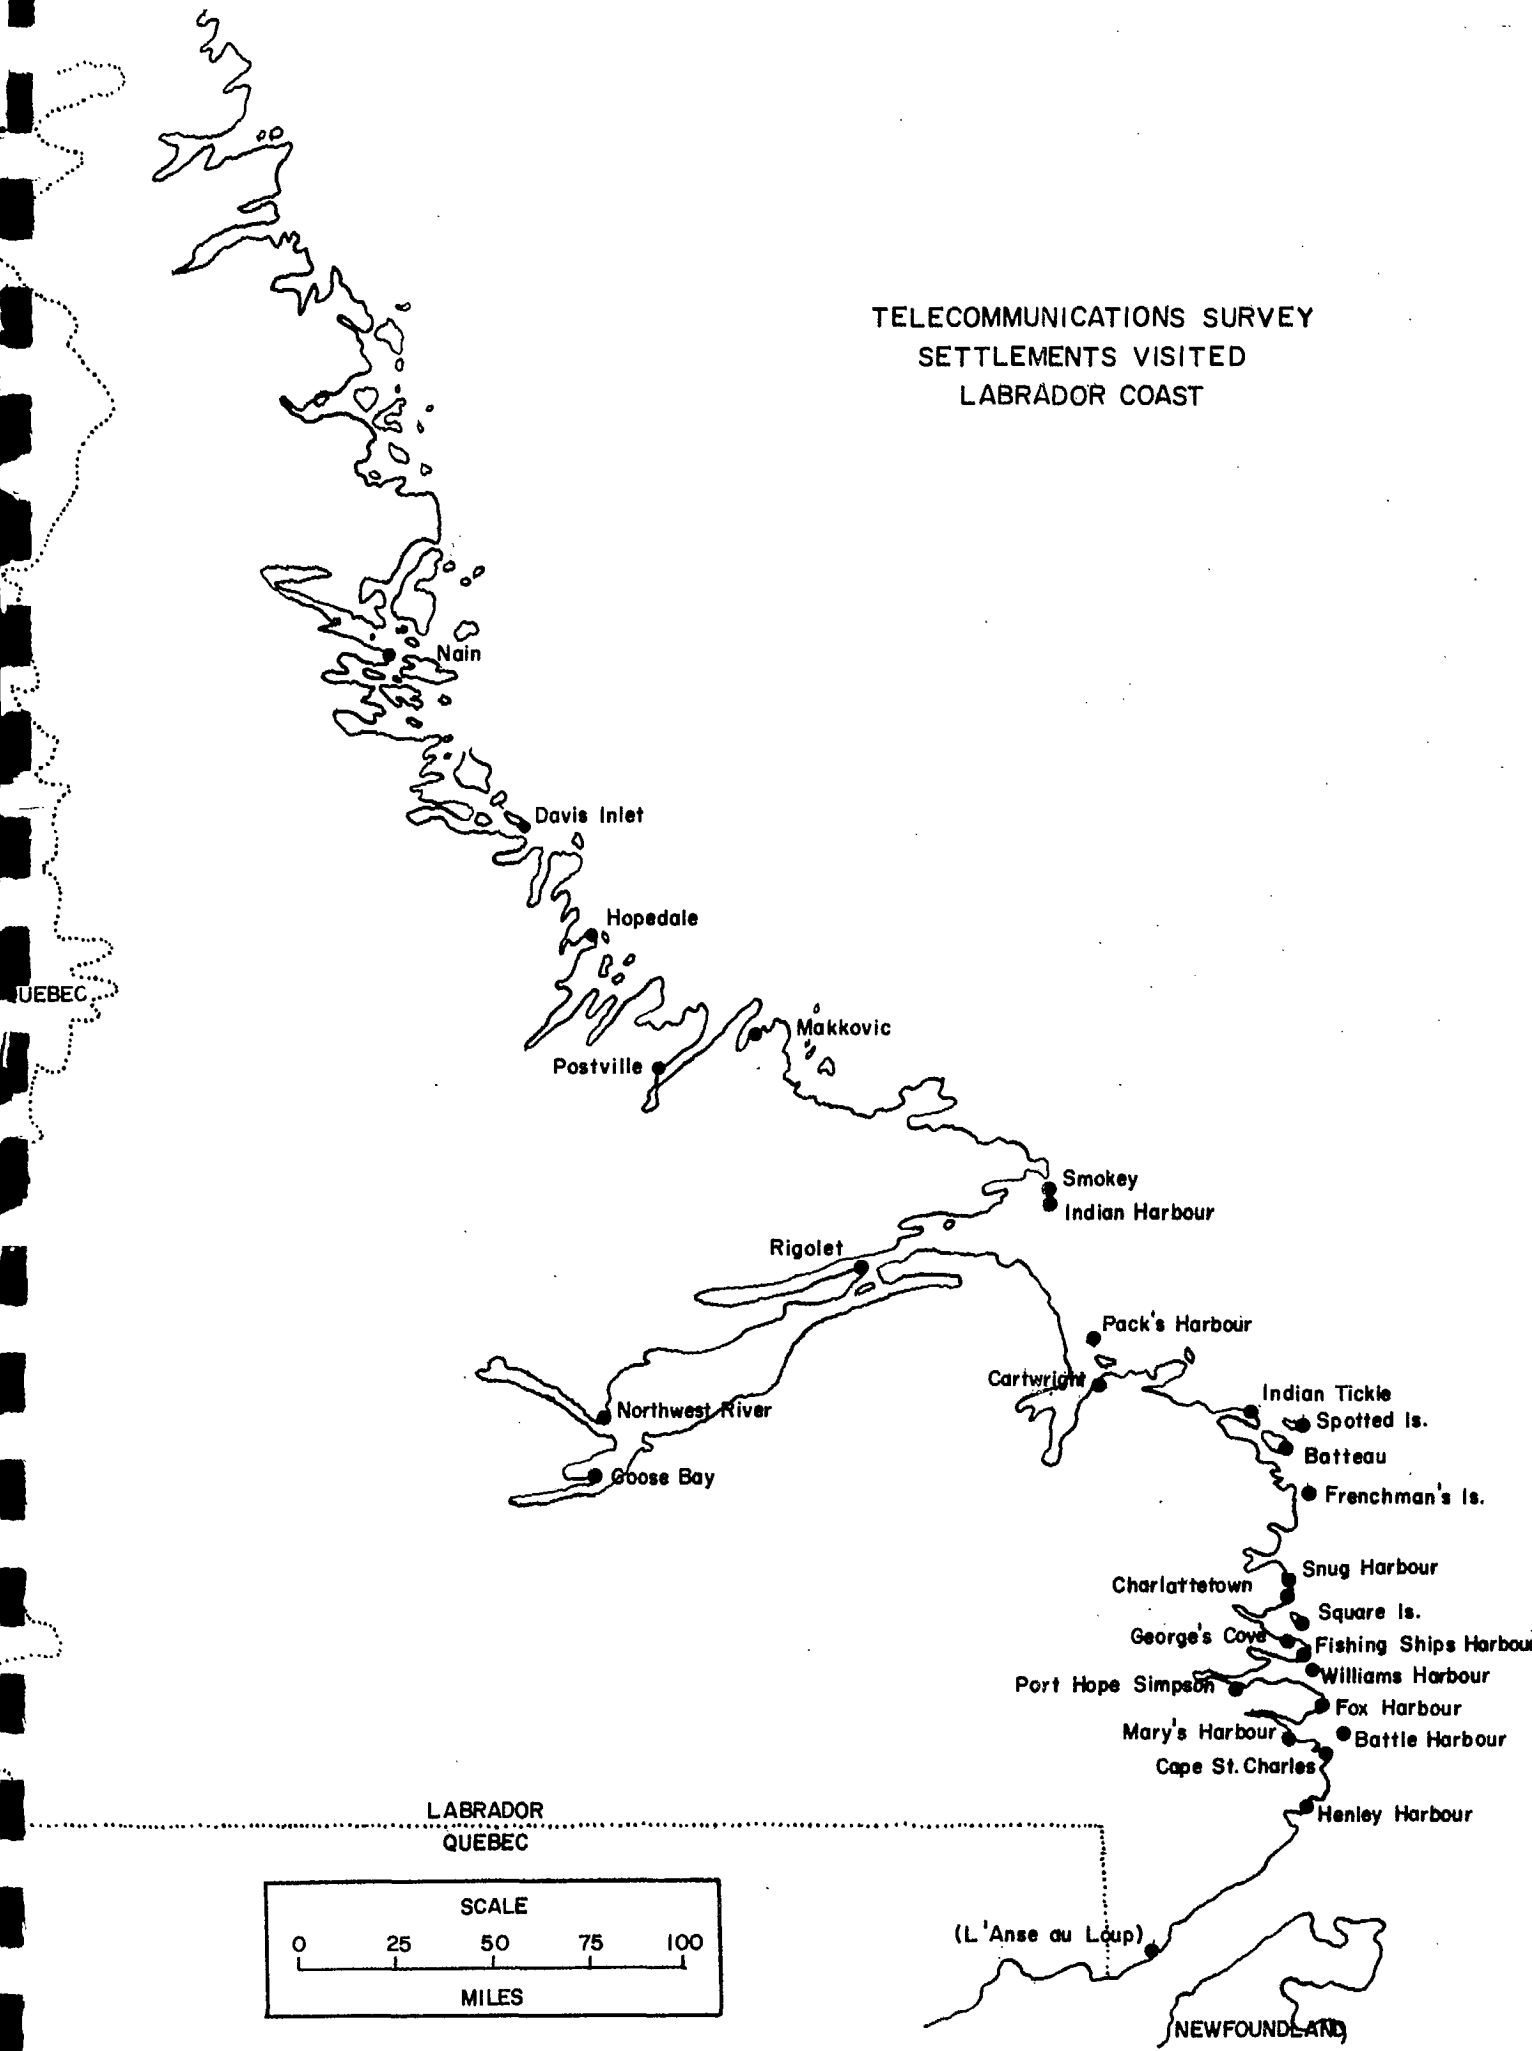 TELECOMMUNICATIONS SURVEY
SETTLEMENTS VISITED
LABRADOR COAST
Nain
Davis Inlet
Hopedale
UEBEC
Makkovic
Postville
Smokey
Indian Harbour
Rigolet
Pack's Harbour
Cartwright
Indian Tickle
Northwest River
Spotted Is.
Batteau
Goose Bay
Frenchman's Is.
Snug Harbour
Charlattetown
Square Is.
George's Cove
Fishing Ships Harbour
Williams Harbour
Port Hope Simpson
Fox Harbour
Mary's Harbour
Battle Harbour
Cape St. Charles
LABRADOR
Henley Harbour
QUEBEC
SCALE
0 25 50 75 100
MILES
(L'Anse au Loup)
NEWFOUNDLAND